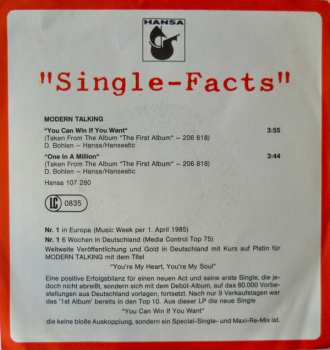 HANSA
"Single-Facts"
MODERN TALKING
"You Can Win If You Want" 3:55
(Taken From The Album "The First Album" – 206 818)
D. Bohlen – Hansa/Hanseatic
"One In A Million" 3:44
(Taken From The Album "The First Album" – 206 818)
D. Bohlen – Hansa/Hanseatic
Hansa 107 280
LC 0835
Nr. 1 in Europa (Music Week per 1. April 1985)
Nr. 1 6 Wochen in Deutschland (Media Control Top 75)
Weltweite Veröffentlichung und Gold in Deutschland mit Kurs auf Platin für
MODERN TALKING mit dem Titel
"You're My Heart, You're My Soul"
Eine positive Erfolgsbilanz für einen neuen Act und seine erste Single, die je-
doch nicht abreißt, sondern sich mit dem Debüt-Album, auf das 60.000 Vorbe-
stellungen aus Deutschland vorlagen, fortsetzt. Nach nur 9 Verkaufstagen war
das "1st Album" bereits in den Top 10. Aus dieser LP die neue Single
"You Can Win If You Want"
die keine bloße Auskopplung, sondern ein Special-Single- und Maxi-Re-Mix ist.